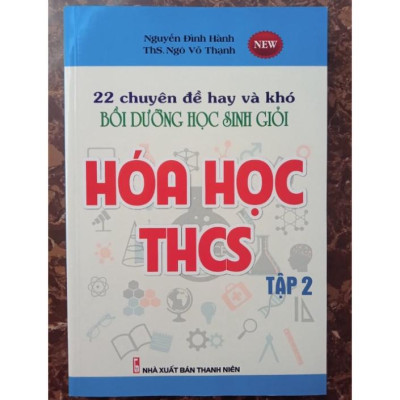 Nguyễn Đình Hành
ThS. Ngô Võ Thạnh
NEW
22 chuyên đề hay và khó
BỒI DƯỠNG HỌC SINH GIỎI
HÓA HỌC
THCS
TẬP 2
NHÀ XUẤT BẢN THANH NIÊN